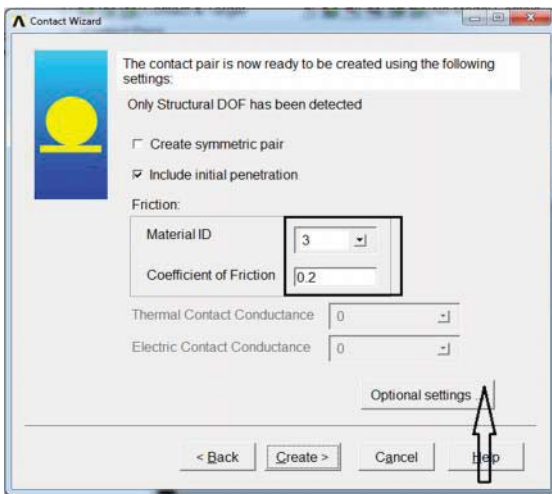 Contact Wizard
The contact pair is now ready to be created using the following
settings:
Only Structural DOF has been detected
Create symmetric pair
Include initial penetration
Friction:
Material ID 3
Coefficient of Friction 0.2
Thermal Contact Conductance 0
Electric Contact Conductance 0
Optional settings ...
< Back Create > Cancel Help